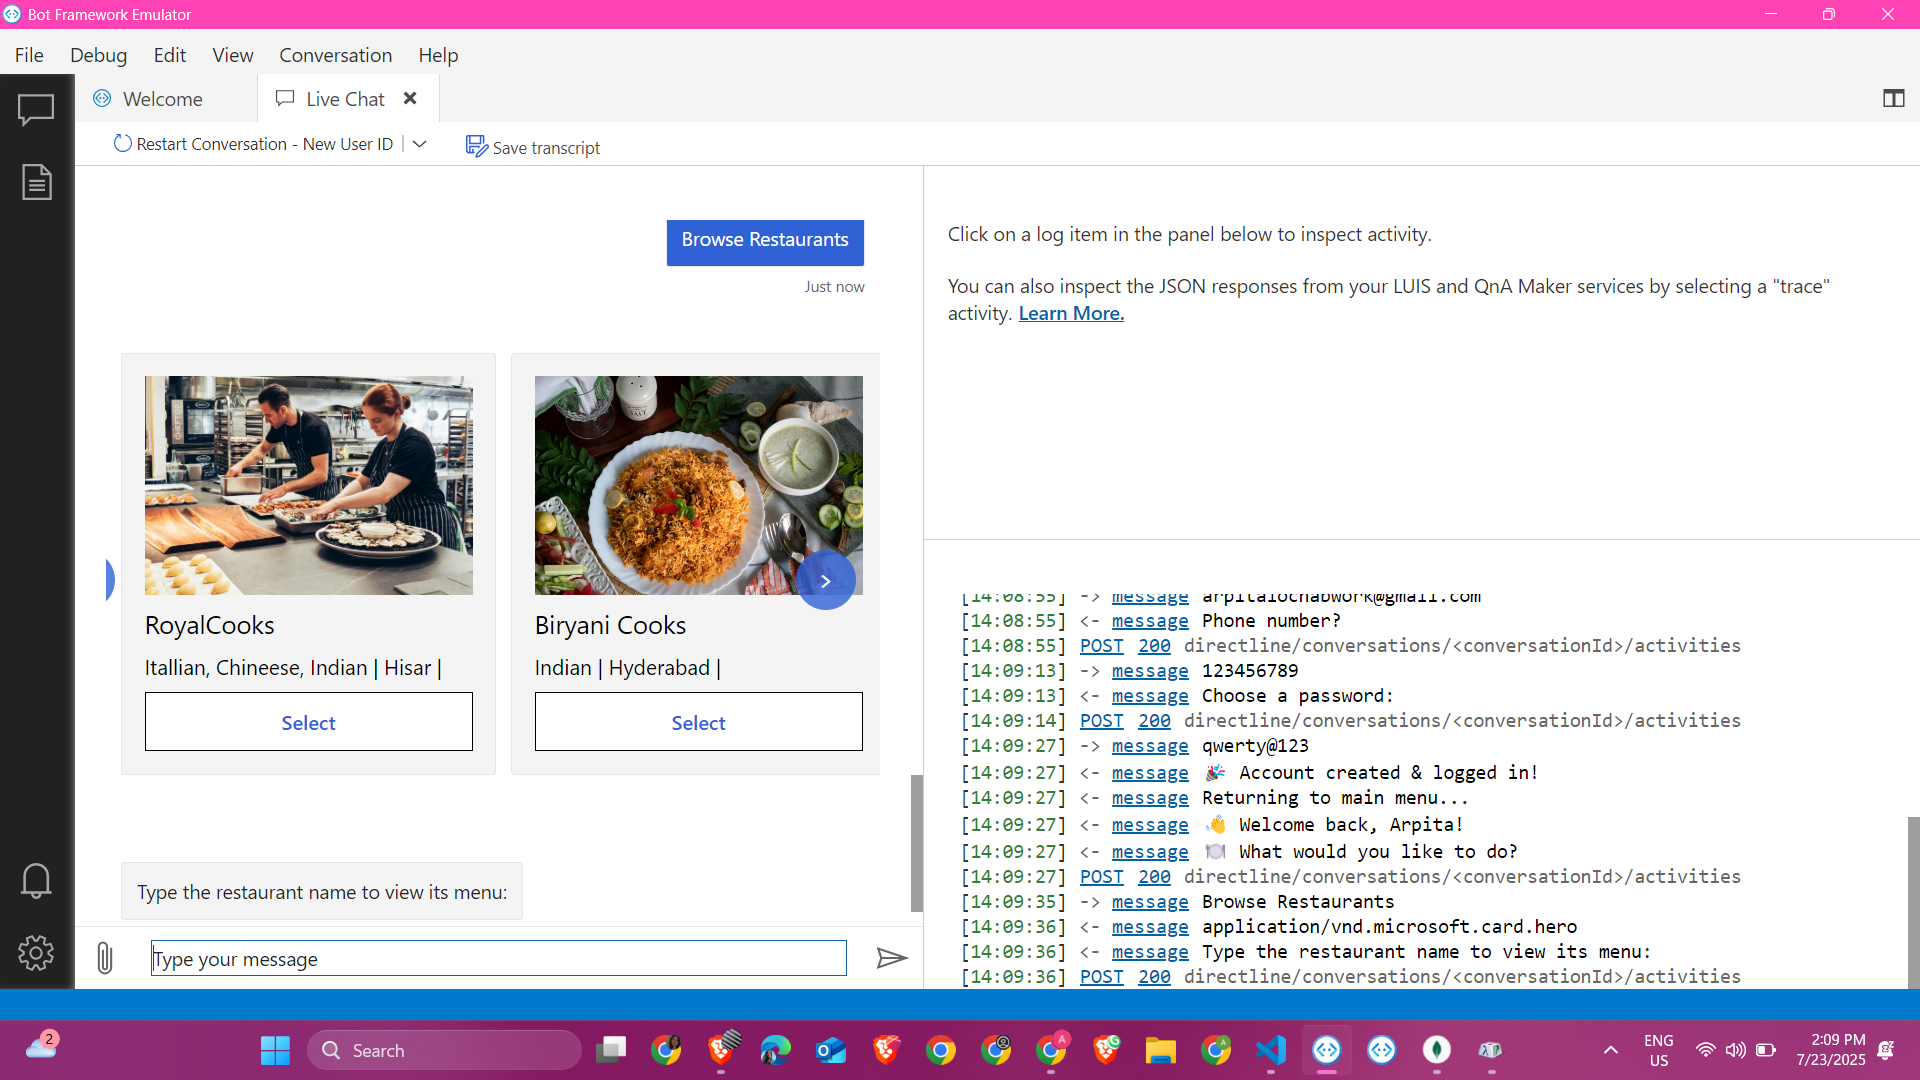 Bot Framework Emulator
File Debug Edit View Conversation Help
Welcome
Live Chat
Restart Conversation - New User ID
Save transcript
Browse Restaurants
Just now
SALT
RoyalCooks
Itallian, Chineese, Indian | Hisar |
Select
Biryani Cooks
Indian | Hyderabad |
Select
Type the restaurant name to view its menu:
Type your message
Click on a log item in the panel below to inspect activity.
You can also inspect the JSON responses from your LUIS and QnA Maker services by selecting a "trace"
activity. Learn More.
[14:08:55] -> message arpitalochabwork@gmail.com
[14:08:55] <- message Phone number?
[14:08:55] POST 200 directline/conversations/<conversationId>/activities
[14:09:13] -> message 123456789
[14:09:13] <- message Choose a password:
[14:09:14] POST 200 directline/conversations/<conversationId>/activities
[14:09:27] -> message qwerty@123
[14:09:27] <- message 🎉 Account created & logged in!
[14:09:27] <- message Returning to main menu...
[14:09:27] <- message 👋 Welcome back, Arpita!
[14:09:27] <- message 🍽️ What would you like to do?
[14:09:27] POST 200 directline/conversations/<conversationId>/activities
[14:09:35] -> message Browse Restaurants
[14:09:36] <- message application/vnd.microsoft.card.hero
[14:09:36] <- message Type the restaurant name to view its menu:
[14:09:36] POST 200 directline/conversations/<conversationId>/activities
2
Search
A
G
A
ENG
US
2:09 PM
7/23/2025